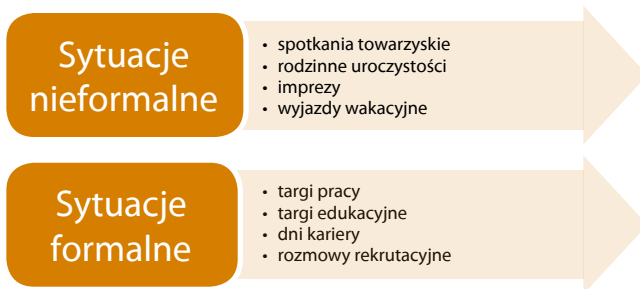 Sytuacje
nieformalne
• spotkania towarzyskie
• rodzinne uroczystości
• imprezy
• wyjazdy wakacyjne
Sytuacje
formalne
• targi pracy
• targi edukacyjne
• dni kariery
• rozmowy rekrutacyjne